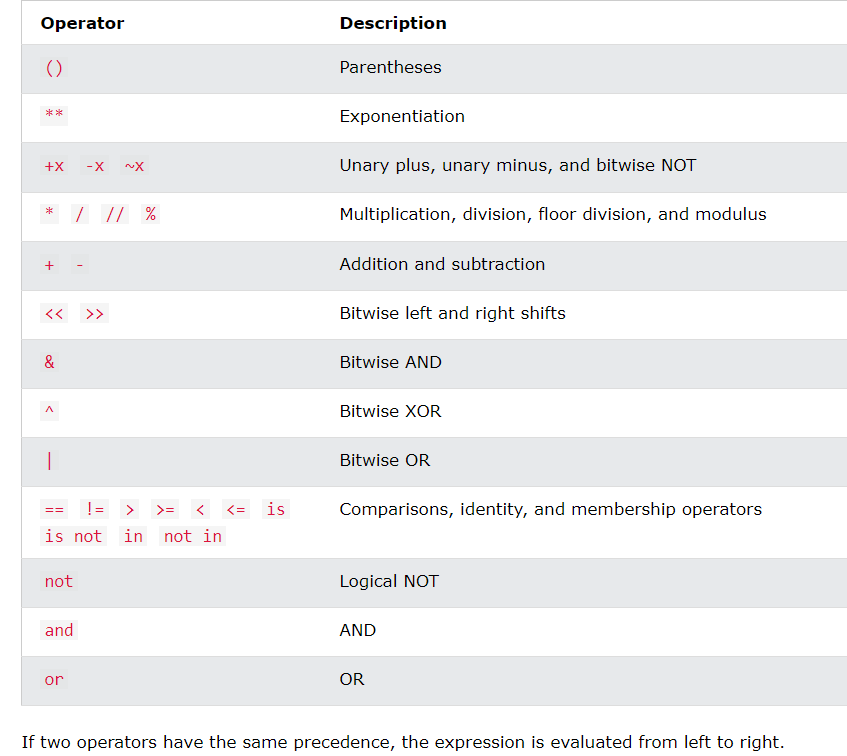 Operator Description
() Parentheses
** Exponentiation
+x -x ~x Unary plus, unary minus, and bitwise NOT
* / // % Multiplication, division, floor division, and modulus
+ - Addition and subtraction
<< >> Bitwise left and right shifts
& Bitwise AND
^ Bitwise XOR
| Bitwise OR
== != > >= < <= is Comparisons, identity, and membership operators
is not in not in
not Logical NOT
and AND
or OR
If two operators have the same precedence, the expression is evaluated from left to right.